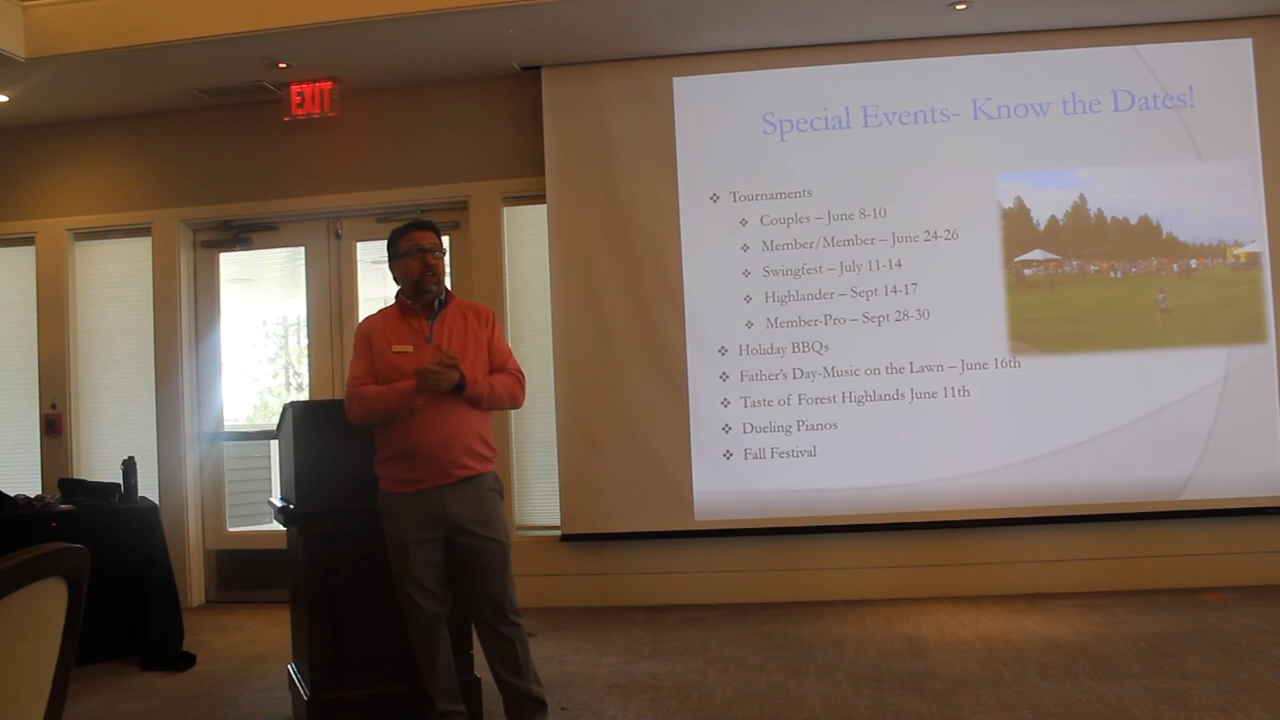 EXIT
Special Events- Know the Dates!
Tournaments
Couples – June 8-10
Member/Member – June 24-26
Swingfest – July 11-14
Highlander – Sept 14-17
Member-Pro – Sept 28-30
Holiday BBQs
Father's Day-Music on the Lawn – June 16th
Taste of Forest Highlands June 11th
Dueling Pianos
Fall Festival